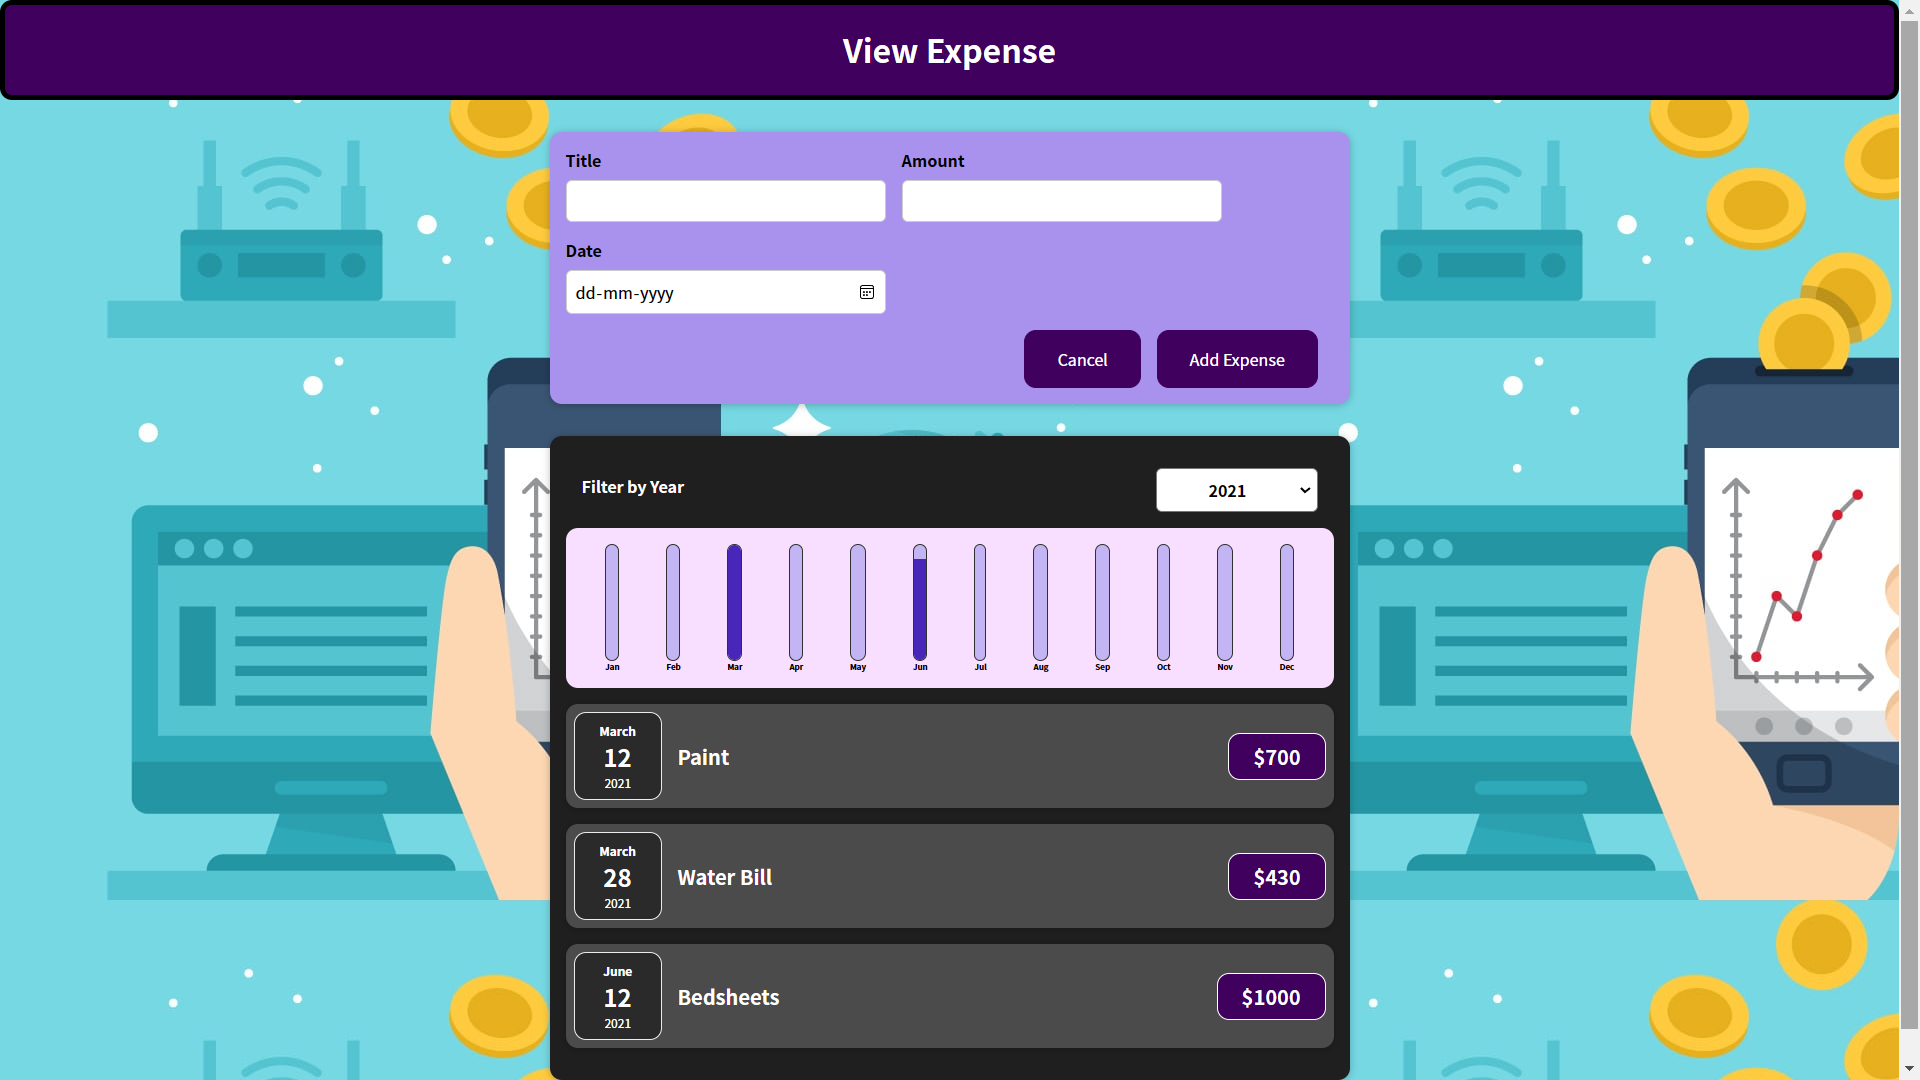 View Expense
Title Amount
Date
dd-mm-yyyy
Cancel Add Expense
Filter by Year 2021
Jan Feb Mar Apr May Jun Jul Aug Sep Oct Nov Dec
March
12
2021
Paint
$700
March
28
2021
Water Bill
$430
June
12
2021
Bedsheets
$1000